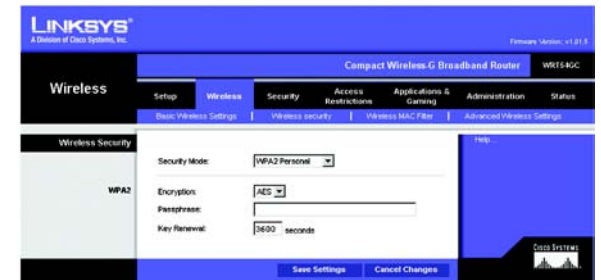 LINKSYS®
A Division of Cisco Systems, Inc.
Firmware Version: v1.01.5
Compact Wireless-G Broadband Router WRT54GC
Wireless
Setup Wireless Security Access Restrictions Applications & Gaming Administration Status
Basic Wireless Settings | Wireless security | Wireless MAC Filter | Advanced Wireless Settings
Wireless Security
Help...
Security Mode: WPA2 Personal
WPA2
Encryption: AES
Passphrase:
Key Renewal: 3600 seconds
CISCO SYSTEMS
Save Settings Cancel Changes